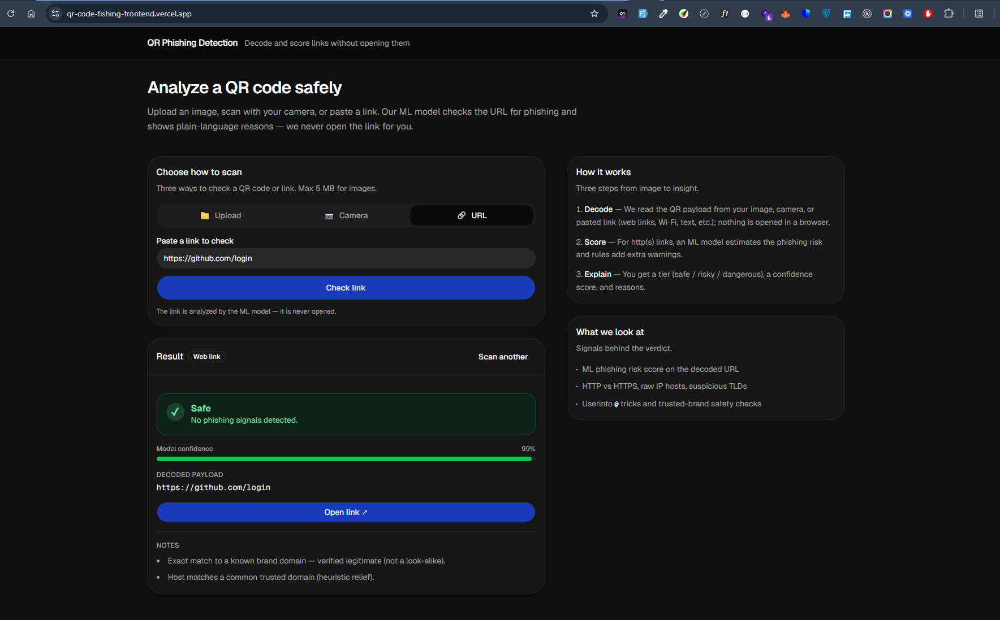 qr-code-fishing-frontend.vercel.app
6
QR Phishing Detection Decode and score links without opening them
Analyze a QR code safely
Upload an image, scan with your camera, or paste a link. Our ML model checks the URL for phishing and
shows plain-language reasons — we never open the link for you.
Choose how to scan
Three ways to check a QR code or link. Max 5 MB for images.
Upload
Camera
URL
Paste a link to check
https://github.com/login
Check link
The link is analyzed by the ML model — it is never opened.
Result
Web link
Scan another
✓
Safe
No phishing signals detected.
Model confidence
99%
DECODED PAYLOAD
https://github.com/login
Open link ↗
NOTES
• Exact match to a known brand domain — verified legitimate (not a look-alike).
• Host matches a common trusted domain (heuristic relief).
How it works
Three steps from image to insight.
1. Decode — We read the QR payload from your image, camera, or
pasted link (web links, Wi-Fi, text, etc.); nothing is opened in a browser.
2. Score — For http(s) links, an ML model estimates the phishing risk
and rules add extra warnings.
3. Explain — You get a tier (safe / risky / dangerous), a confidence
score, and reasons.
What we look at
Signals behind the verdict.
· ML phishing risk score on the decoded URL
· HTTP vs HTTPS, raw IP hosts, suspicious TLDs
· Userinfo @ tricks and trusted-brand safety checks